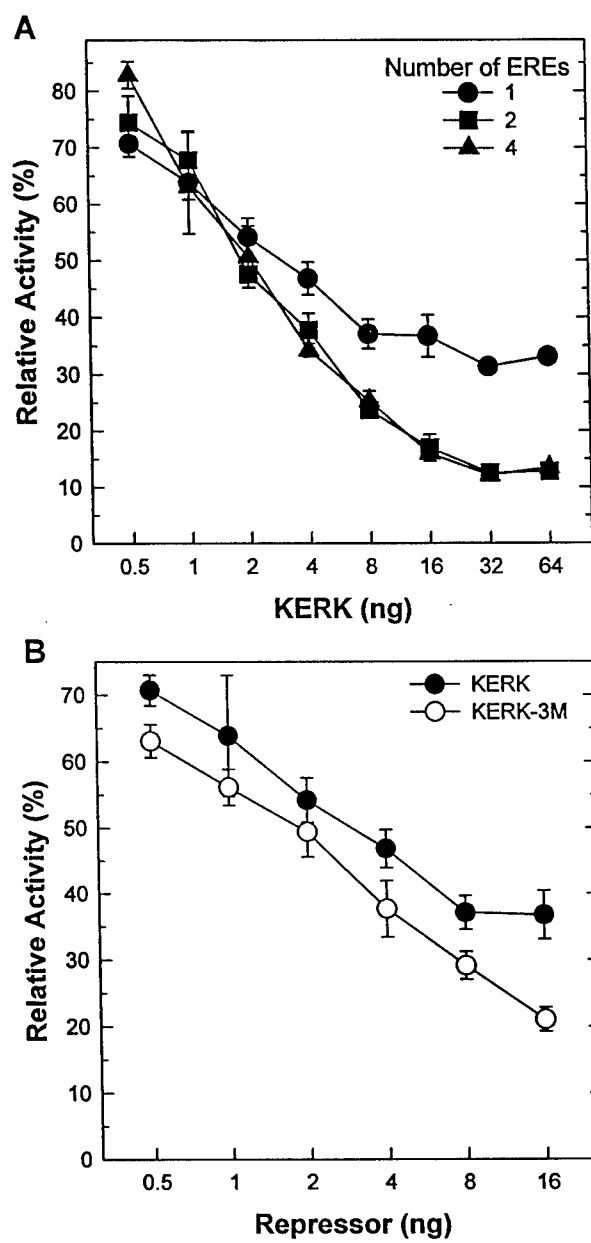 A
Number of EREs
1
2
4
80
70
60
50
40
30
20
10
0
Relative Activity (%)
0.5 1 2 4 8 16 32 64
KERK (ng)
B
KERK
KERK-3M
70
60
50
40
30
20
10
0
Relative Activity (%)
0.5 1 2 4 8 16
Repressor (ng)